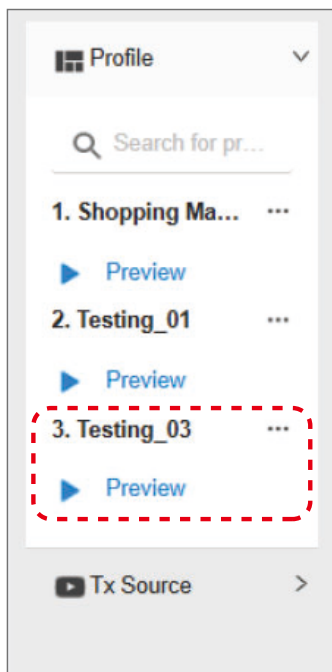 Profile
Search for pr...
1. Shopping Ma... ...
Preview
2. Testing_01 ...
Preview
3. Testing_03 ...
Preview
Tx Source